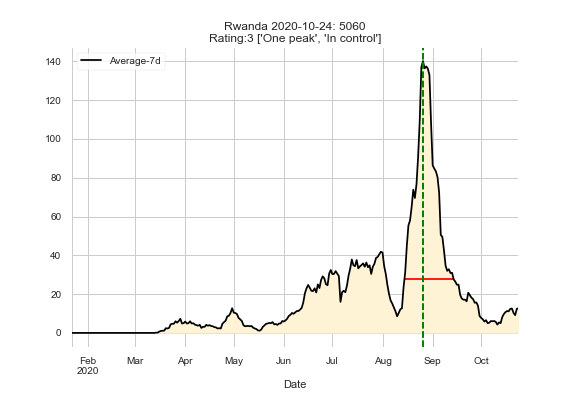 Rwanda 2020-10-24: 5060
Rating:3 ['One peak', 'In control']
Average-7d
140
120
100
80
60
40
20
0
Feb Mar Apr May Jun Jul Aug Sep Oct
2020
Date